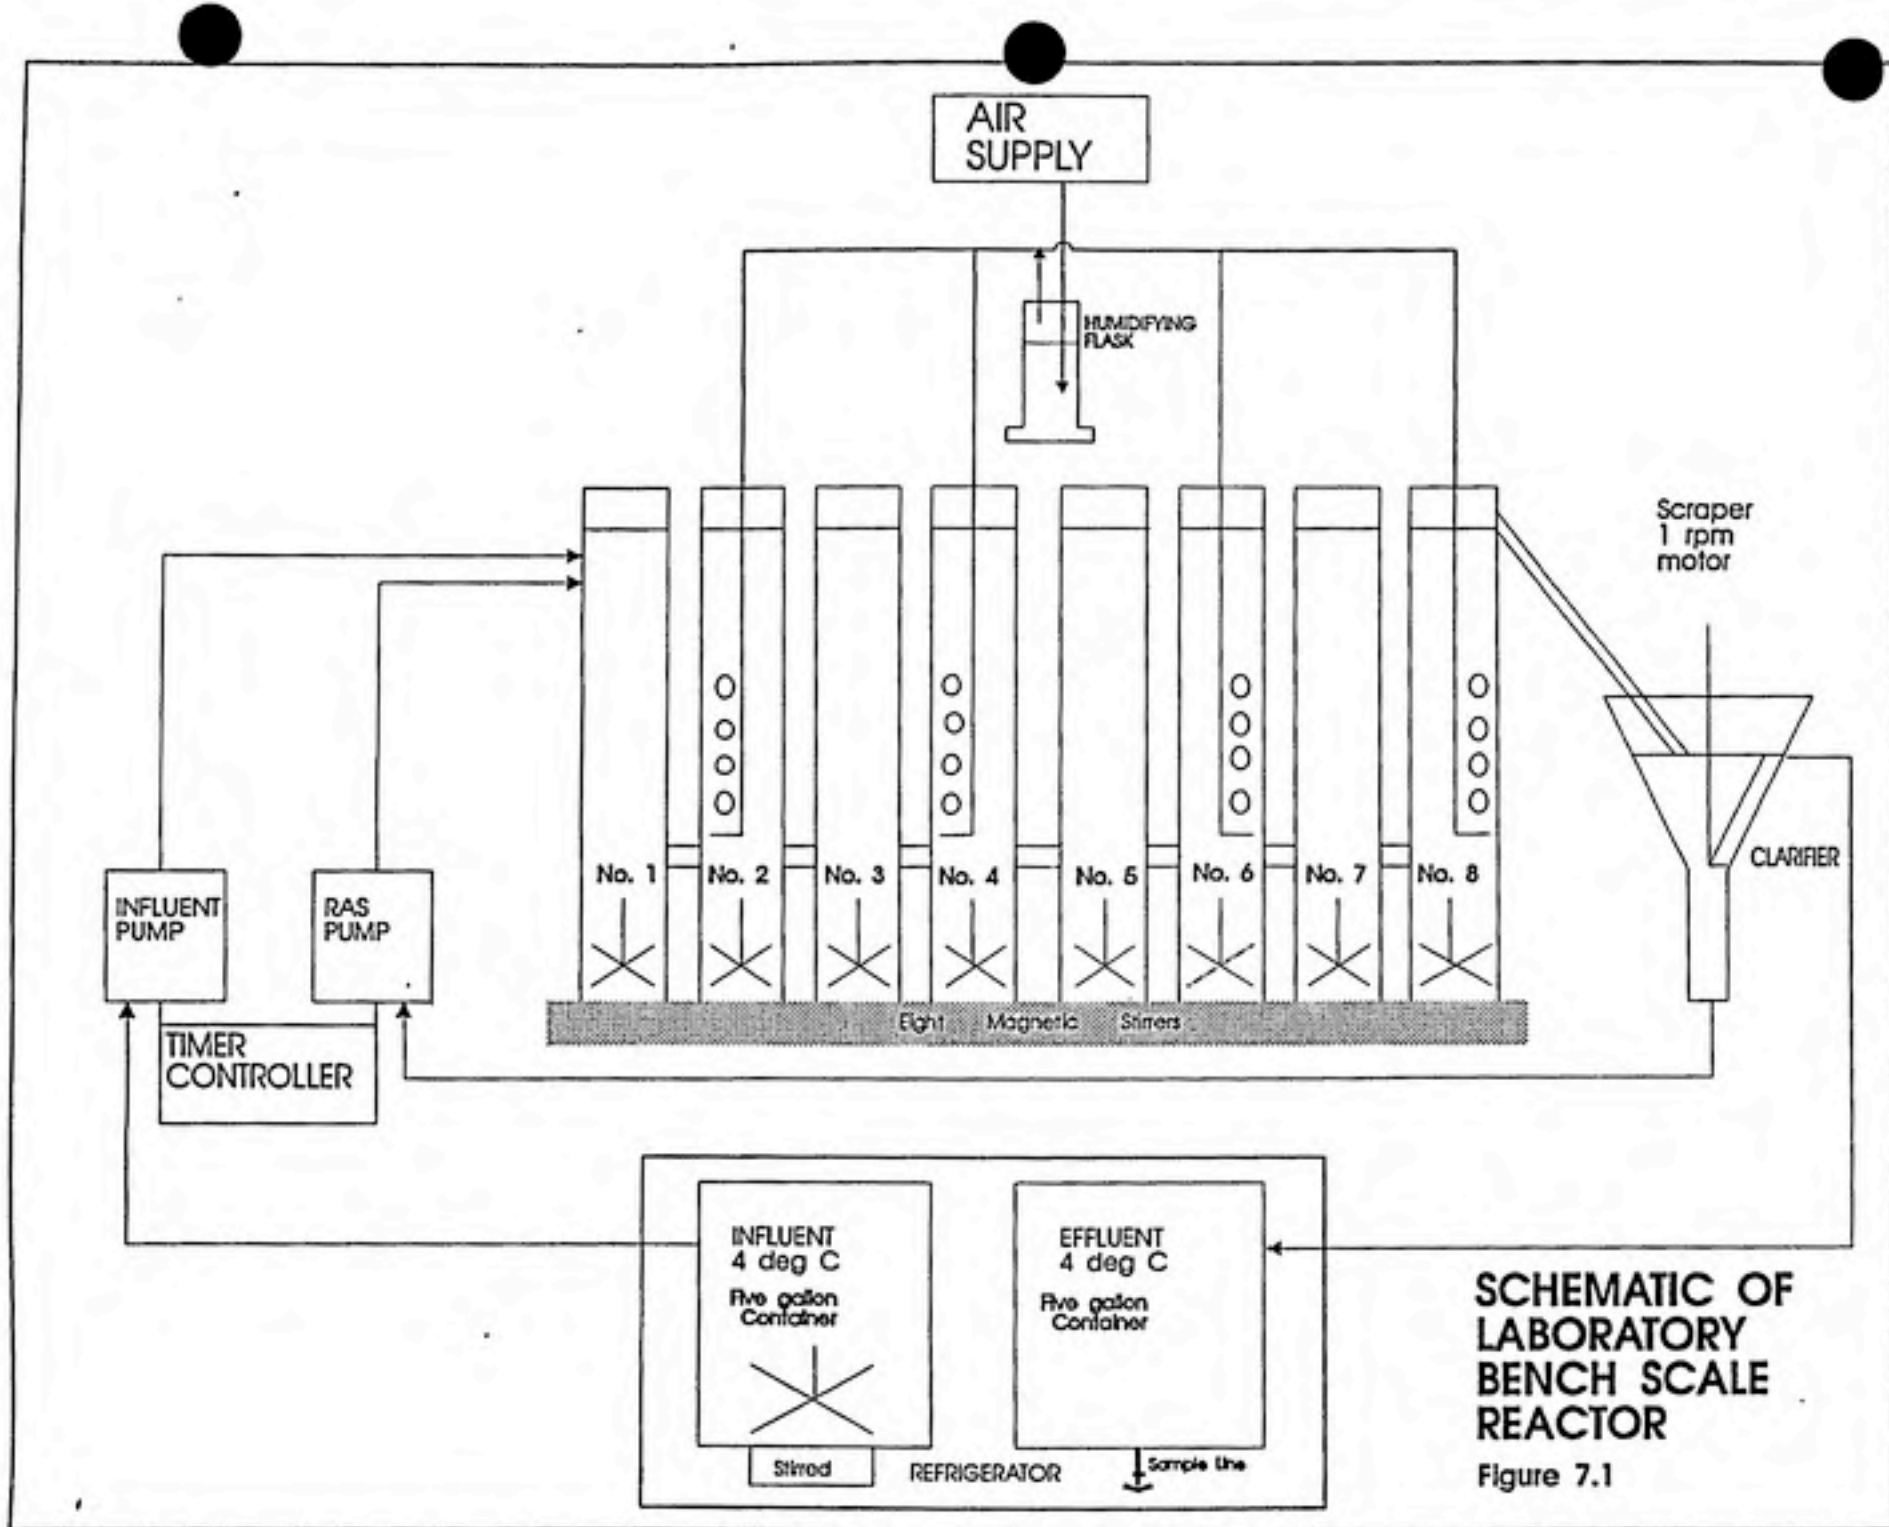 AIR
SUPPLY
HUMIDIFYING
FLASK
Scraper
1 rpm
motor
No. 1
No. 2
No. 3
No. 4
No. 5
No. 6
No. 7
No. 8
CLARIFIER
INFLUENT
PUMP
RAS
PUMP
Eight Magnetic Stirrers
TIMER
CONTROLLER
INFLUENT
4 deg C
Five gallon
Container
Stirred
EFFLUENT
4 deg C
Five gallon
Container
Sample Line
REFRIGERATOR
SCHEMATIC OF
LABORATORY
BENCH SCALE
REACTOR
Figure 7.1